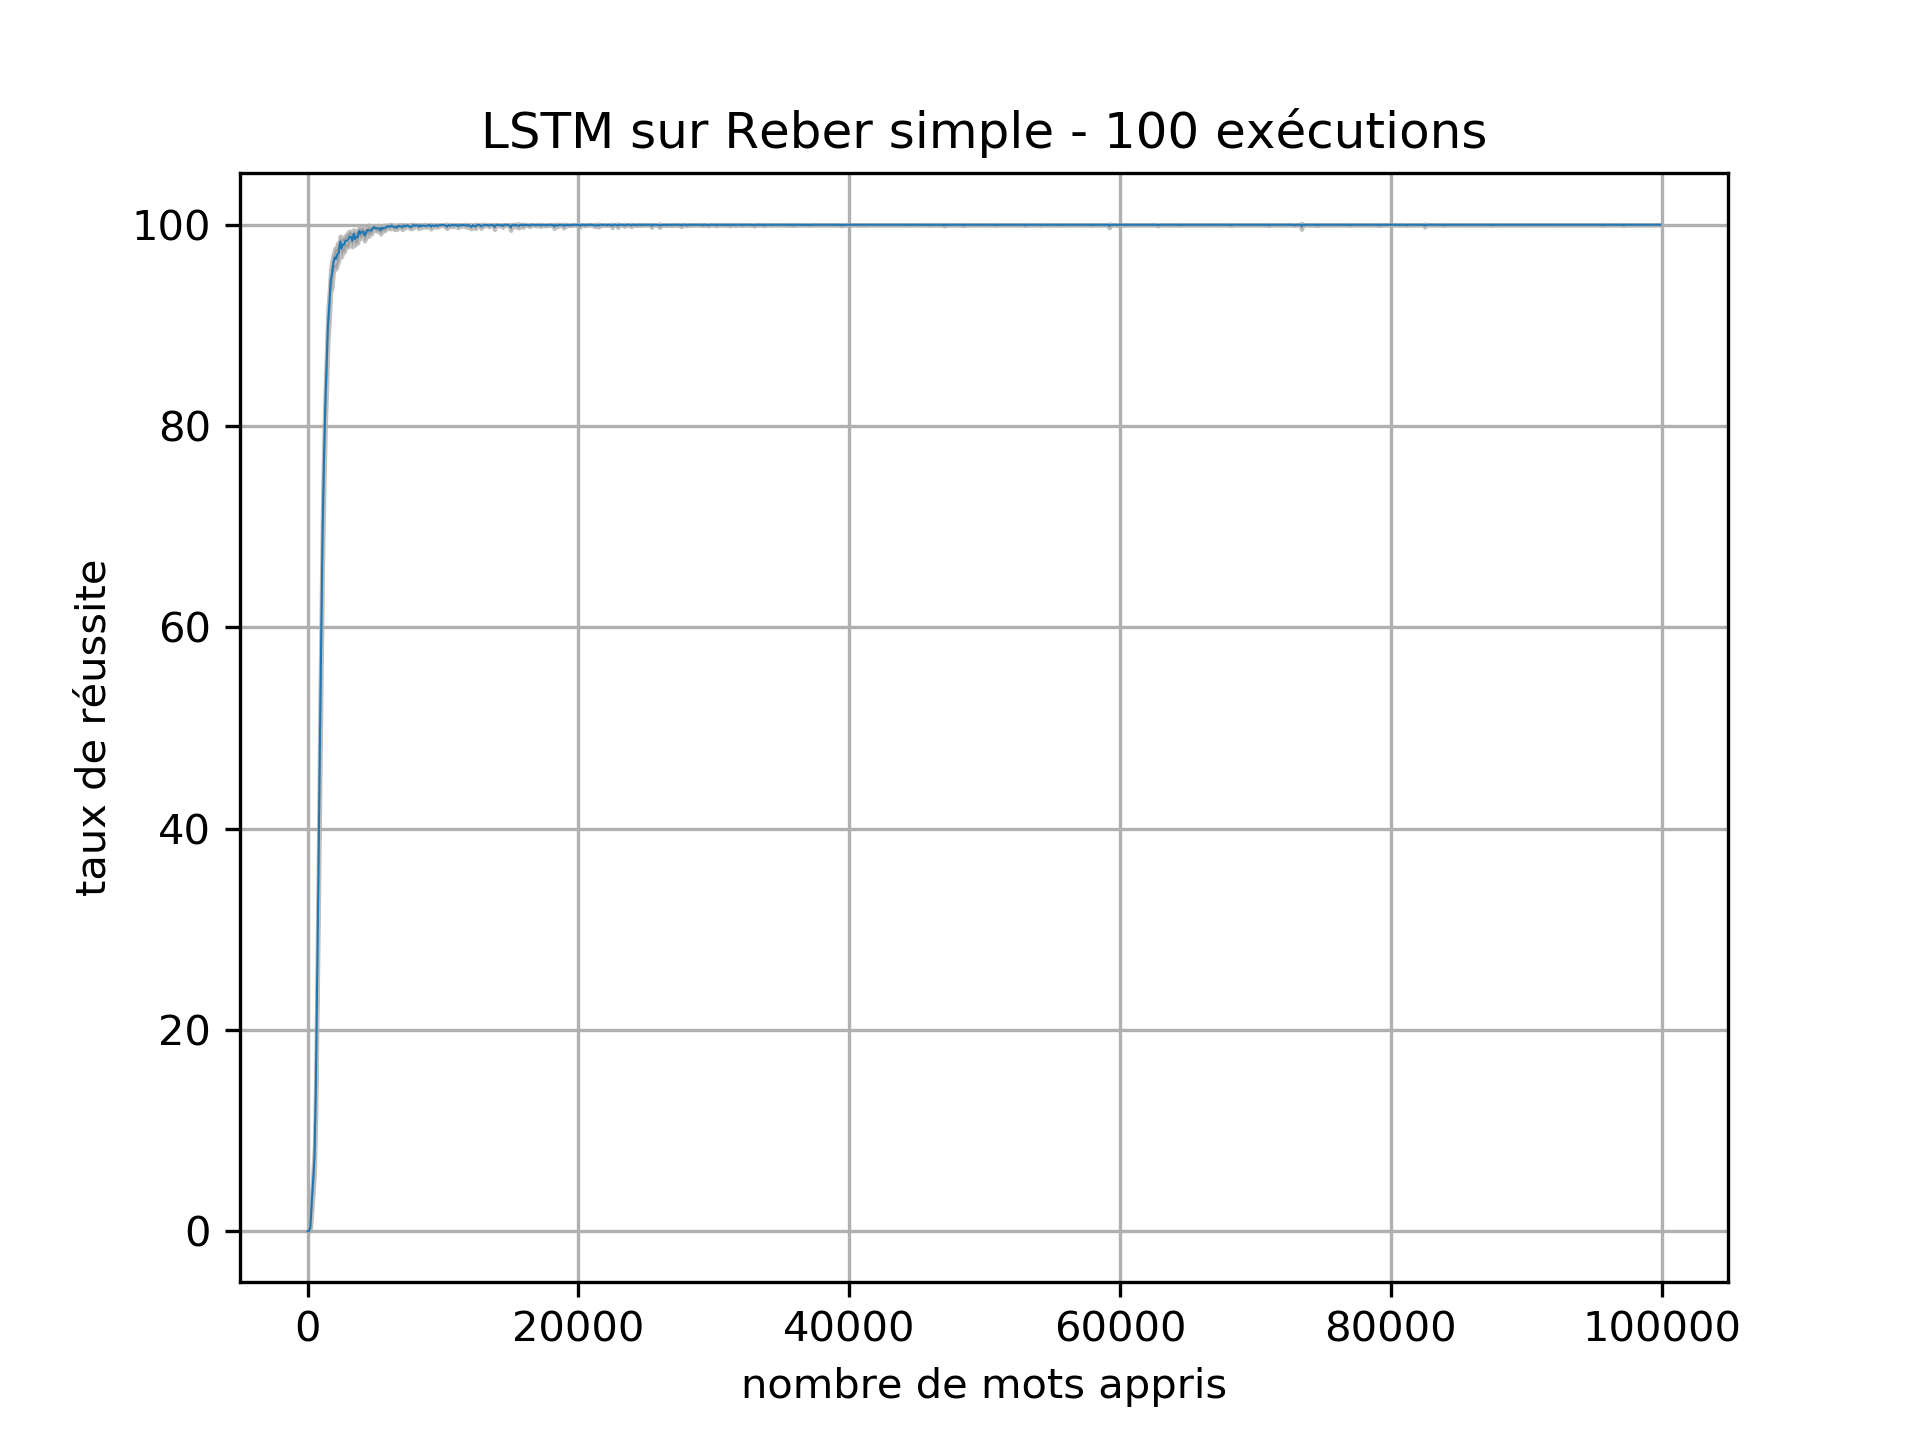 LSTM sur Reber simple - 100 exécutions
taux de réussite
100
80
60
40
20
0
0 20000 40000 60000 80000 100000
nombre de mots appris